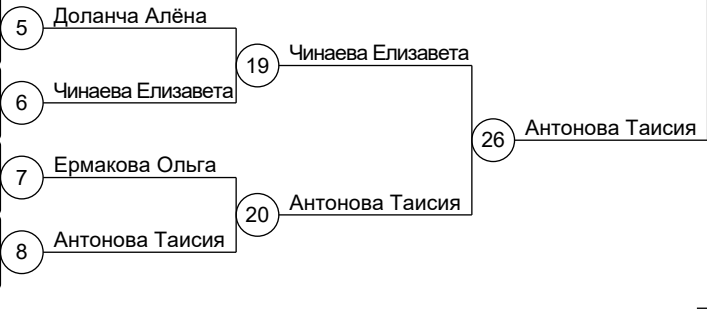 5 Доланча Алёна
19 Чинаева Елизавета
6 Чинаева Елизавета
26 Антонова Таисия
7 Ермакова Ольга
20 Антонова Таисия
8 Антонова Таисия